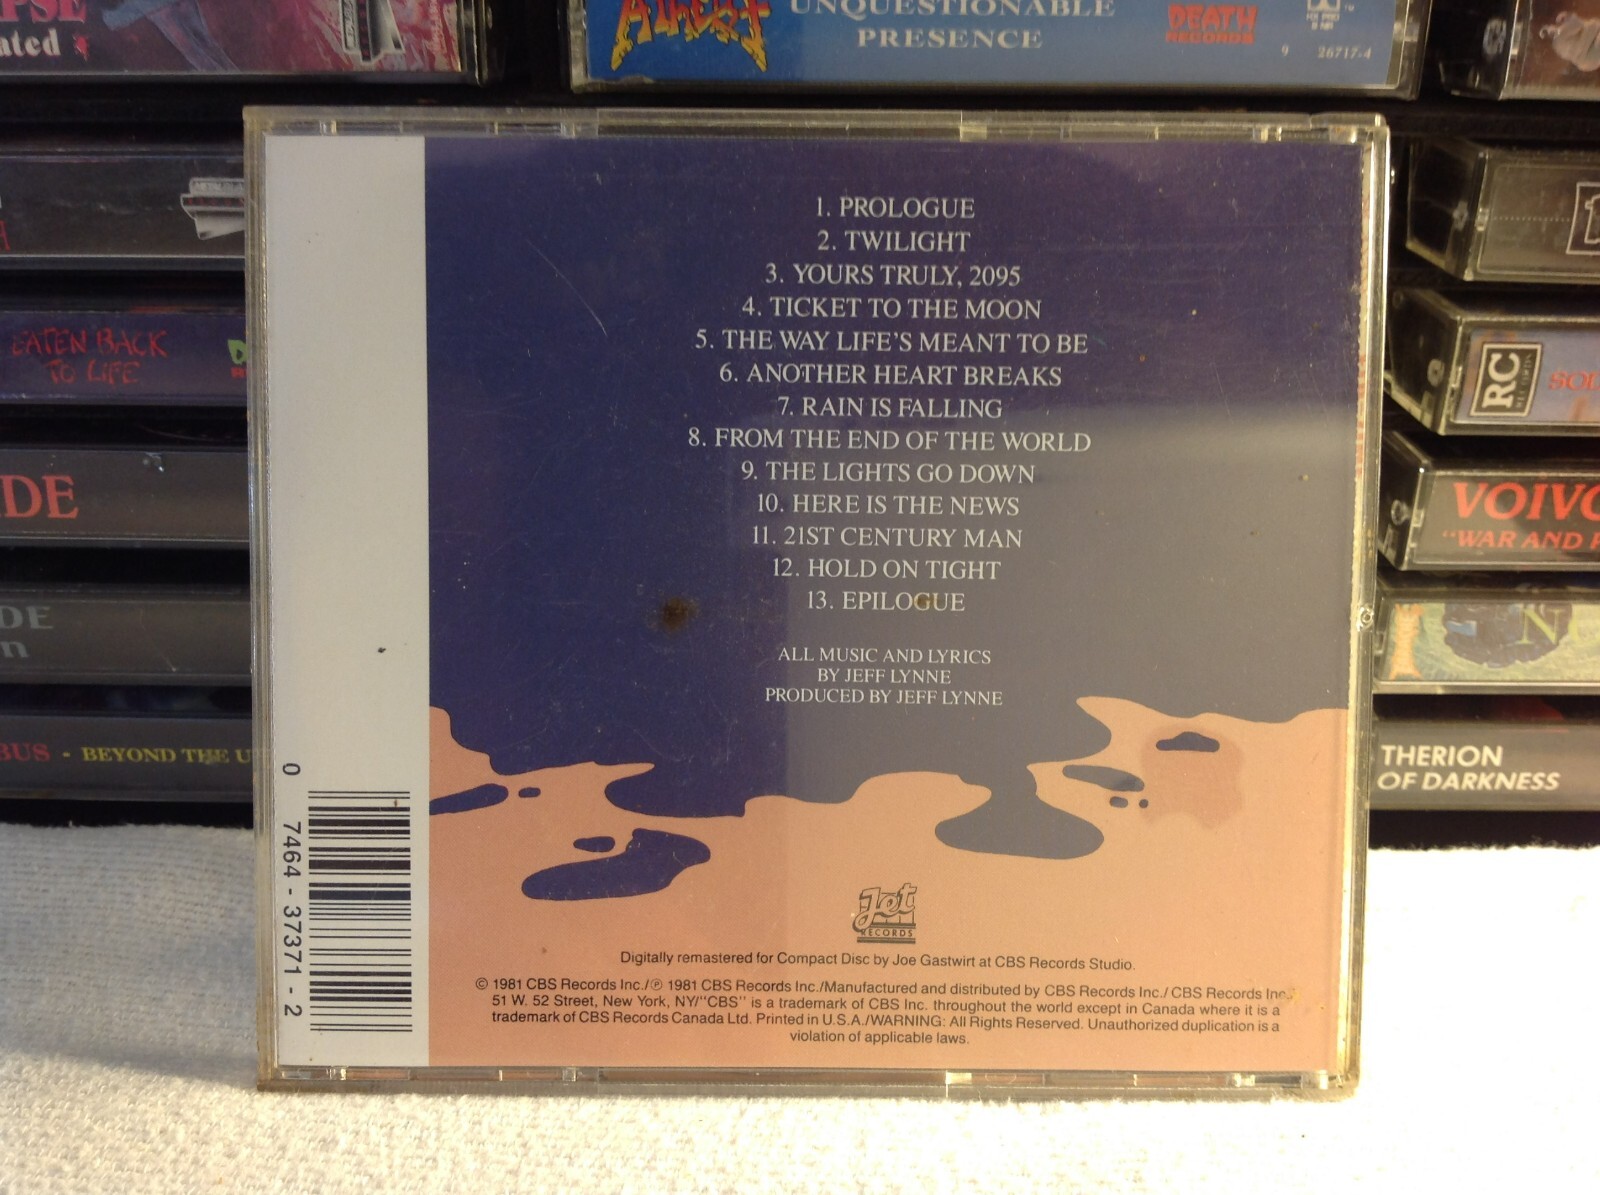 UNQUESTIONABLE
PRESENCE
DEATH
RECORDS
9 26717-4
1. PROLOGUE
2. TWILIGHT
3. YOURS TRULY, 2095
4. TICKET TO THE MOON
5. THE WAY LIFE'S MEANT TO BE
6. ANOTHER HEART BREAKS
7. RAIN IS FALLING
8. FROM THE END OF THE WORLD
9. THE LIGHTS GO DOWN
10. HERE IS THE NEWS
11. 21ST CENTURY MAN
12. HOLD ON TIGHT
13. EPILOGUE
ALL MUSIC AND LYRICS
BY JEFF LYNNE
PRODUCED BY JEFF LYNNE
Jet
RECORDS
Digitally remastered for Compact Disc by Joe Gastwirt at CBS Records Studio.
© 1981 CBS Records Inc./℗ 1981 CBS Records Inc./Manufactured and distributed by CBS Records Inc./ CBS Records Inc./
51 W. 52 Street, New York, NY/"CBS" is a trademark of CBS Inc. throughout the world except in Canada where it is a
trademark of CBS Records Canada Ltd. Printed in U.S.A./WARNING: All Rights Reserved. Unauthorized duplication is a
violation of applicable laws.
0 7464-37371-2
EATEN BACK
TO LIFE
DE
DE
BUS - BEYOND THE U
RC
RECORDS
VOIVO
"WAR AND P
THERION
OF DARKNESS